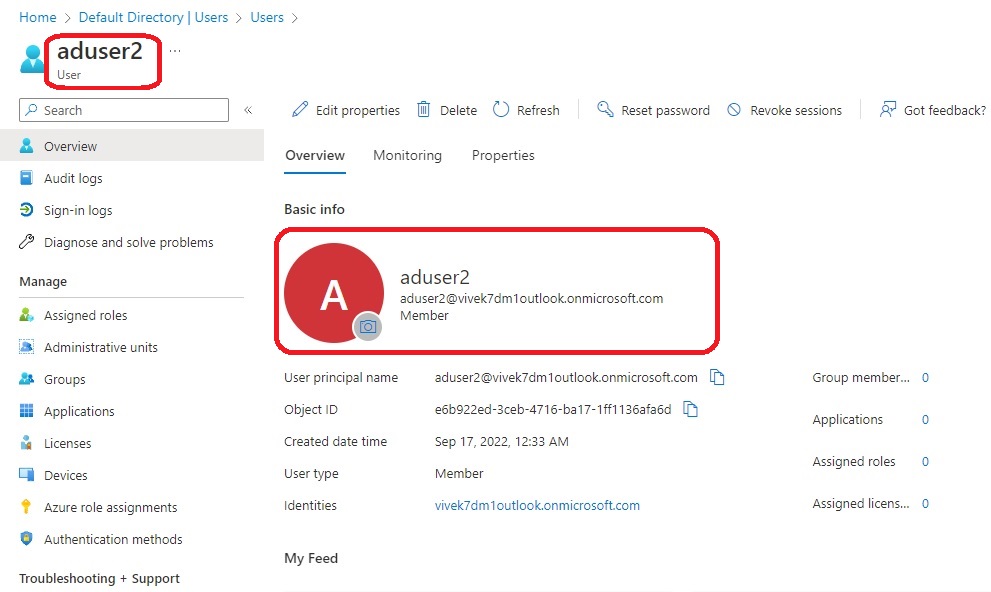 Home > Default Directory | Users > Users >
aduser2 ...
User
Search «
Edit properties Delete Refresh Reset password Revoke sessions Got feedback?
Overview
Audit logs
Sign-in logs
Diagnose and solve problems
Manage
Assigned roles
Administrative units
Groups
Applications
Licenses
Devices
Azure role assignments
Authentication methods
Troubleshooting + Support
Overview Monitoring Properties
Basic info
A
aduser2
aduser2@vivek7dm1outlook.onmicrosoft.com
Member
User principal name aduser2@vivek7dm1outlook.onmicrosoft.com
Object ID e6b922ed-3ceb-4716-ba17-1ff1136afa6d
Created date time Sep 17, 2022, 12:33 AM
User type Member
Identities vivek7dm1outlook.onmicrosoft.com
Group member... 0
Applications 0
Assigned roles 0
Assigned licens... 0
My Feed